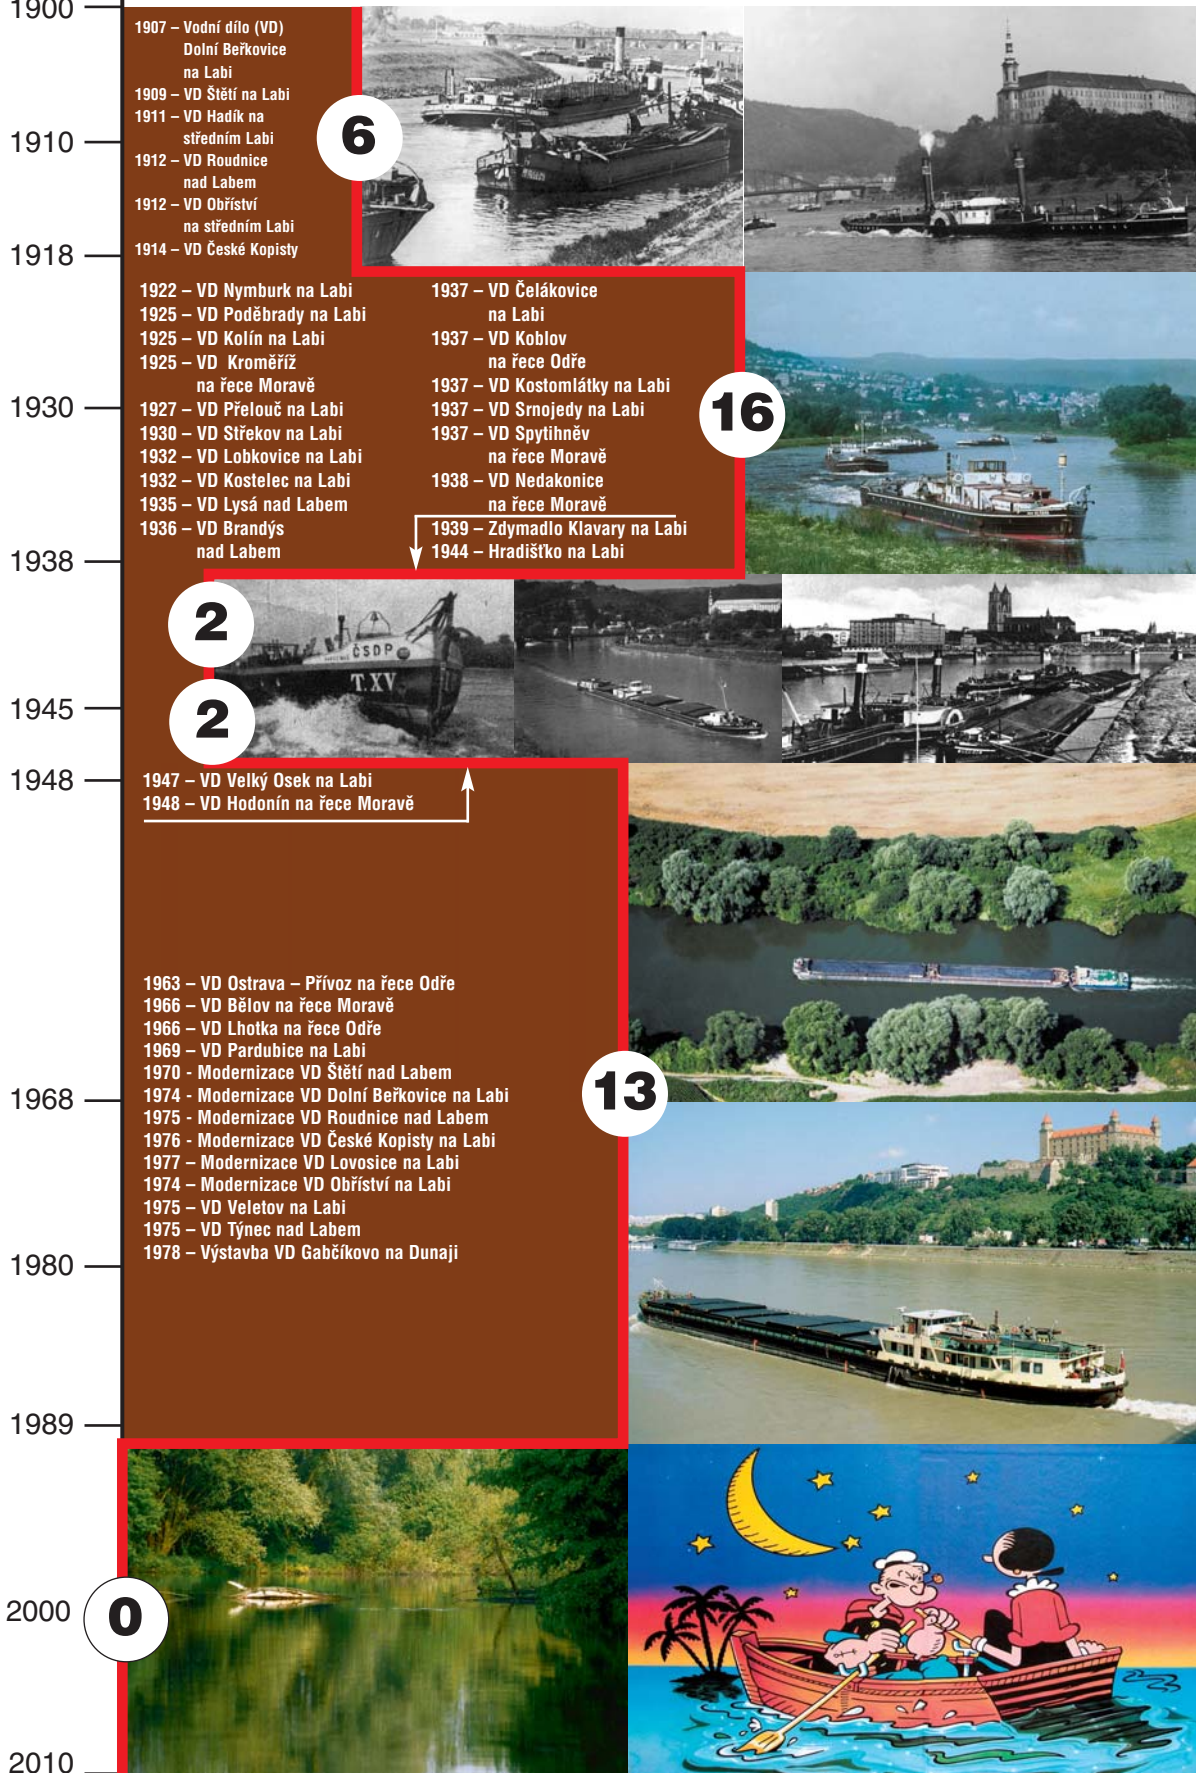 1900
1907 – Vodní dílo (VD)
Dolní Beřkovice
na Labi
1909 – VD Štětí na Labi
1911 – VD Hadík na
středním Labi
1912 – VD Roudnice
nad Labem
1912 – VD Obříství
na středním Labi
1914 – VD České Kopisty
6
1910
1918
1922 – VD Nymburk na Labi
1925 – VD Poděbrady na Labi
1925 – VD Kolín na Labi
1925 – VD Kroměříž
na řece Moravě
1927 – VD Přelouč na Labi
1930 – VD Střekov na Labi
1932 – VD Lobkovice na Labi
1932 – VD Kostelec na Labi
1935 – VD Lysá nad Labem
1936 – VD Brandýs
nad Labem
1937 – VD Čelákovice
na Labi
1937 – VD Koblov
na řece Odře
1937 – VD Kostomlátky na Labi
1937 – VD Srnojedy na Labi
1937 – VD Spytihněv
na řece Moravě
1938 – VD Nedakonice
na řece Moravě
1939 – Zdymadlo Klavary na Labi
1944 – Hradišťko na Labi
16
1930
1938
2
ČSDP
T.XV
2
1945
1948
1947 – VD Velký Osek na Labi
1948 – VD Hodonín na řece Moravě
1963 – VD Ostrava – Přívoz na řece Odře
1966 – VD Bělov na řece Moravě
1966 – VD Lhotka na řece Odře
1969 – VD Pardubice na Labi
1970 - Modernizace VD Štětí nad Labem
1974 - Modernizace VD Dolní Beřkovice na Labi
1975 - Modernizace VD Roudnice nad Labem
1976 - Modernizace VD České Kopisty na Labi
1977 – Modernizace VD Lovosice na Labi
1974 – Modernizace VD Obříství na Labi
1975 – VD Veletov na Labi
1975 – VD Týnec nad Labem
1978 – Výstavba VD Gabčíkovo na Dunaji
13
1968
1980
1989
2000
0
2010